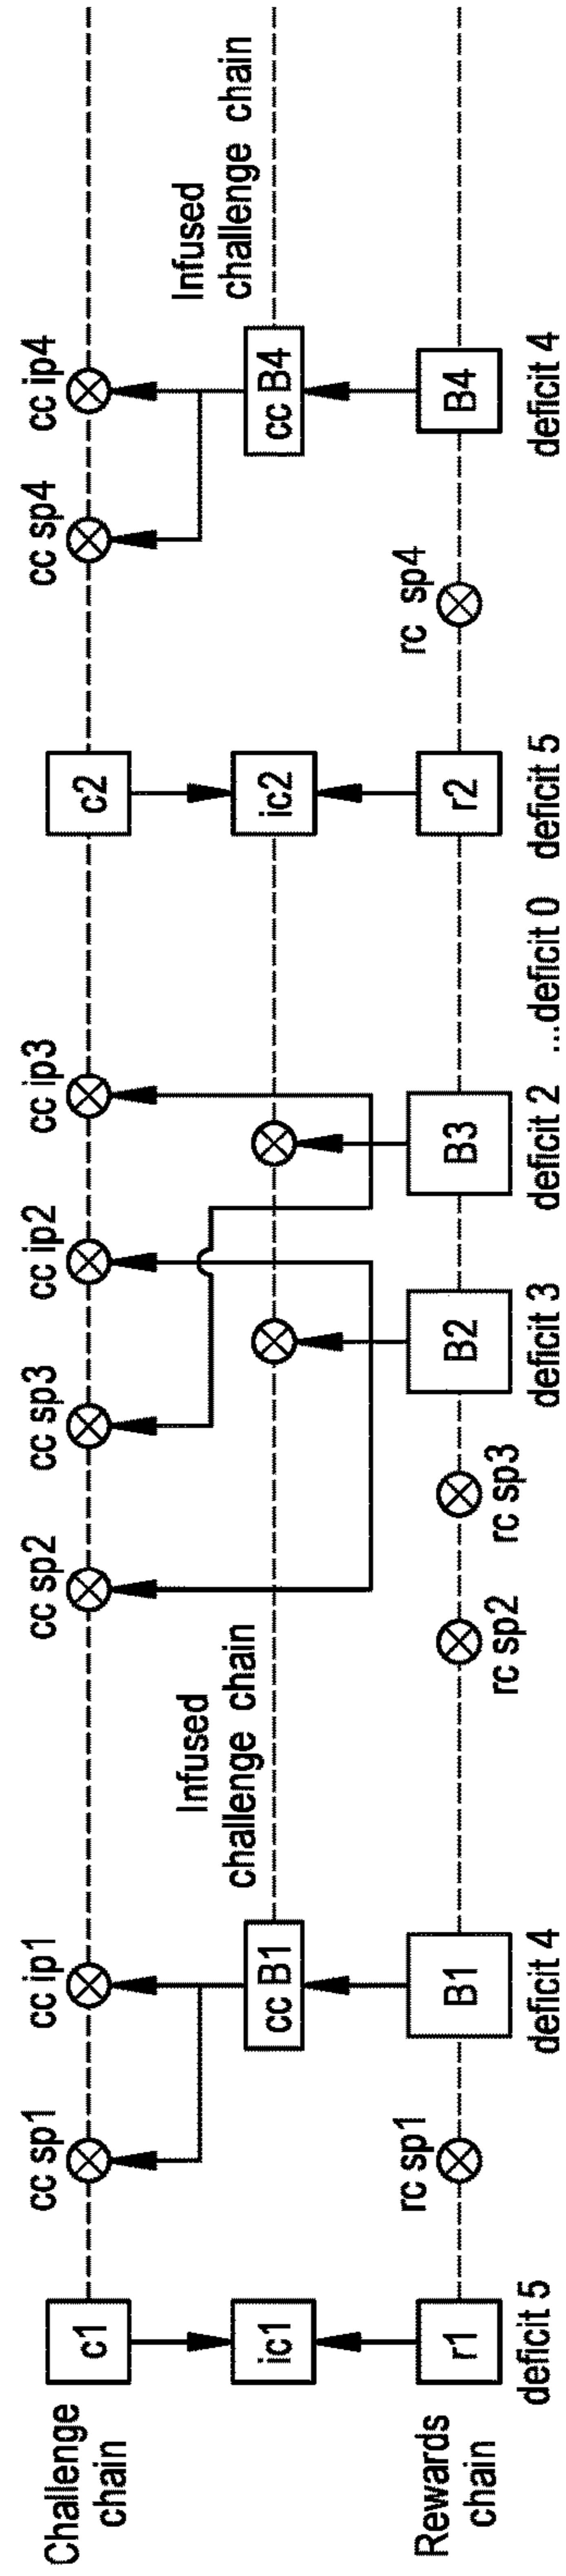 Challenge
chain
c1
cc sp1
cc ip1
cc sp2
cc sp3
cc ip2
cc ip3
c2
cc sp4
cc ip4
ic1
cc B1
Infused
challenge chain
ic2
cc B4
Infused
challenge chain
Rewards
chain
r1
rc sp1
B1
rc sp2
rc sp3
B2
B3
r2
rc sp4
B4
deficit 5
deficit 4
deficit 3
deficit 2
...deficit 0
deficit 5
deficit 4